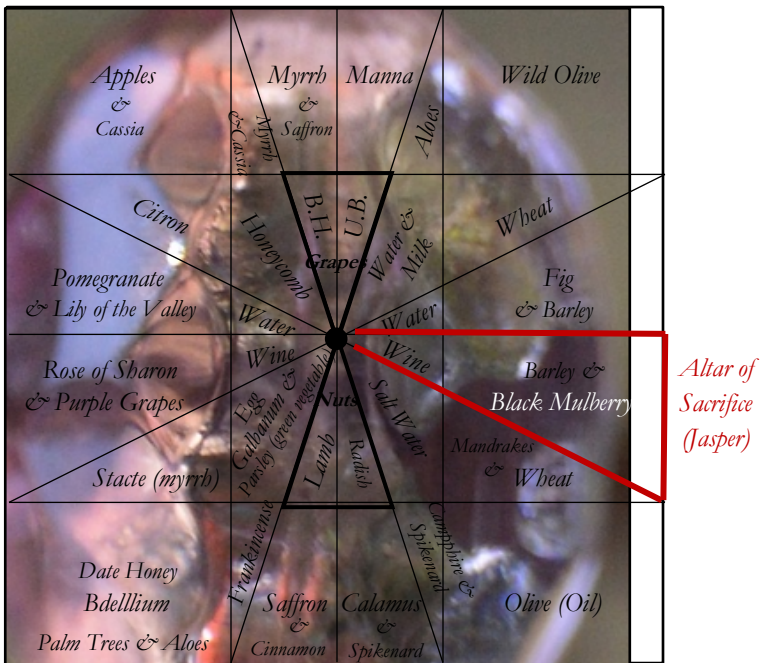 Apples
&
Cassia
Myrrh
&
Saffron
Manna
Wild Olive
Myrrh
& Cassia
Aloes
Citron
Honeycomb
B.H.
U.B.
Grapes
Water &
Milk
Wheat
Pomegranate
& Lily of the Valley
Fig
& Barley
Water
Water
Wine
Wine
Rose of Sharon
& Purple Grapes
Barley &
Black Mulberry
Altar of
Sacrifice
(Jasper)
Egg
Galbanum &
Parsley (green vegetable)
Nuts
Lamb
Radish
Salt Water
Mandrakes
&
Wheat
Stacte (myrrh)
Frankincense
Campphire &
Spikenard
Date Honey
Bdelllium
Palm Trees & Aloes
Saffron
&
Cinnamon
Calamus
&
Spikenard
Olive (Oil)